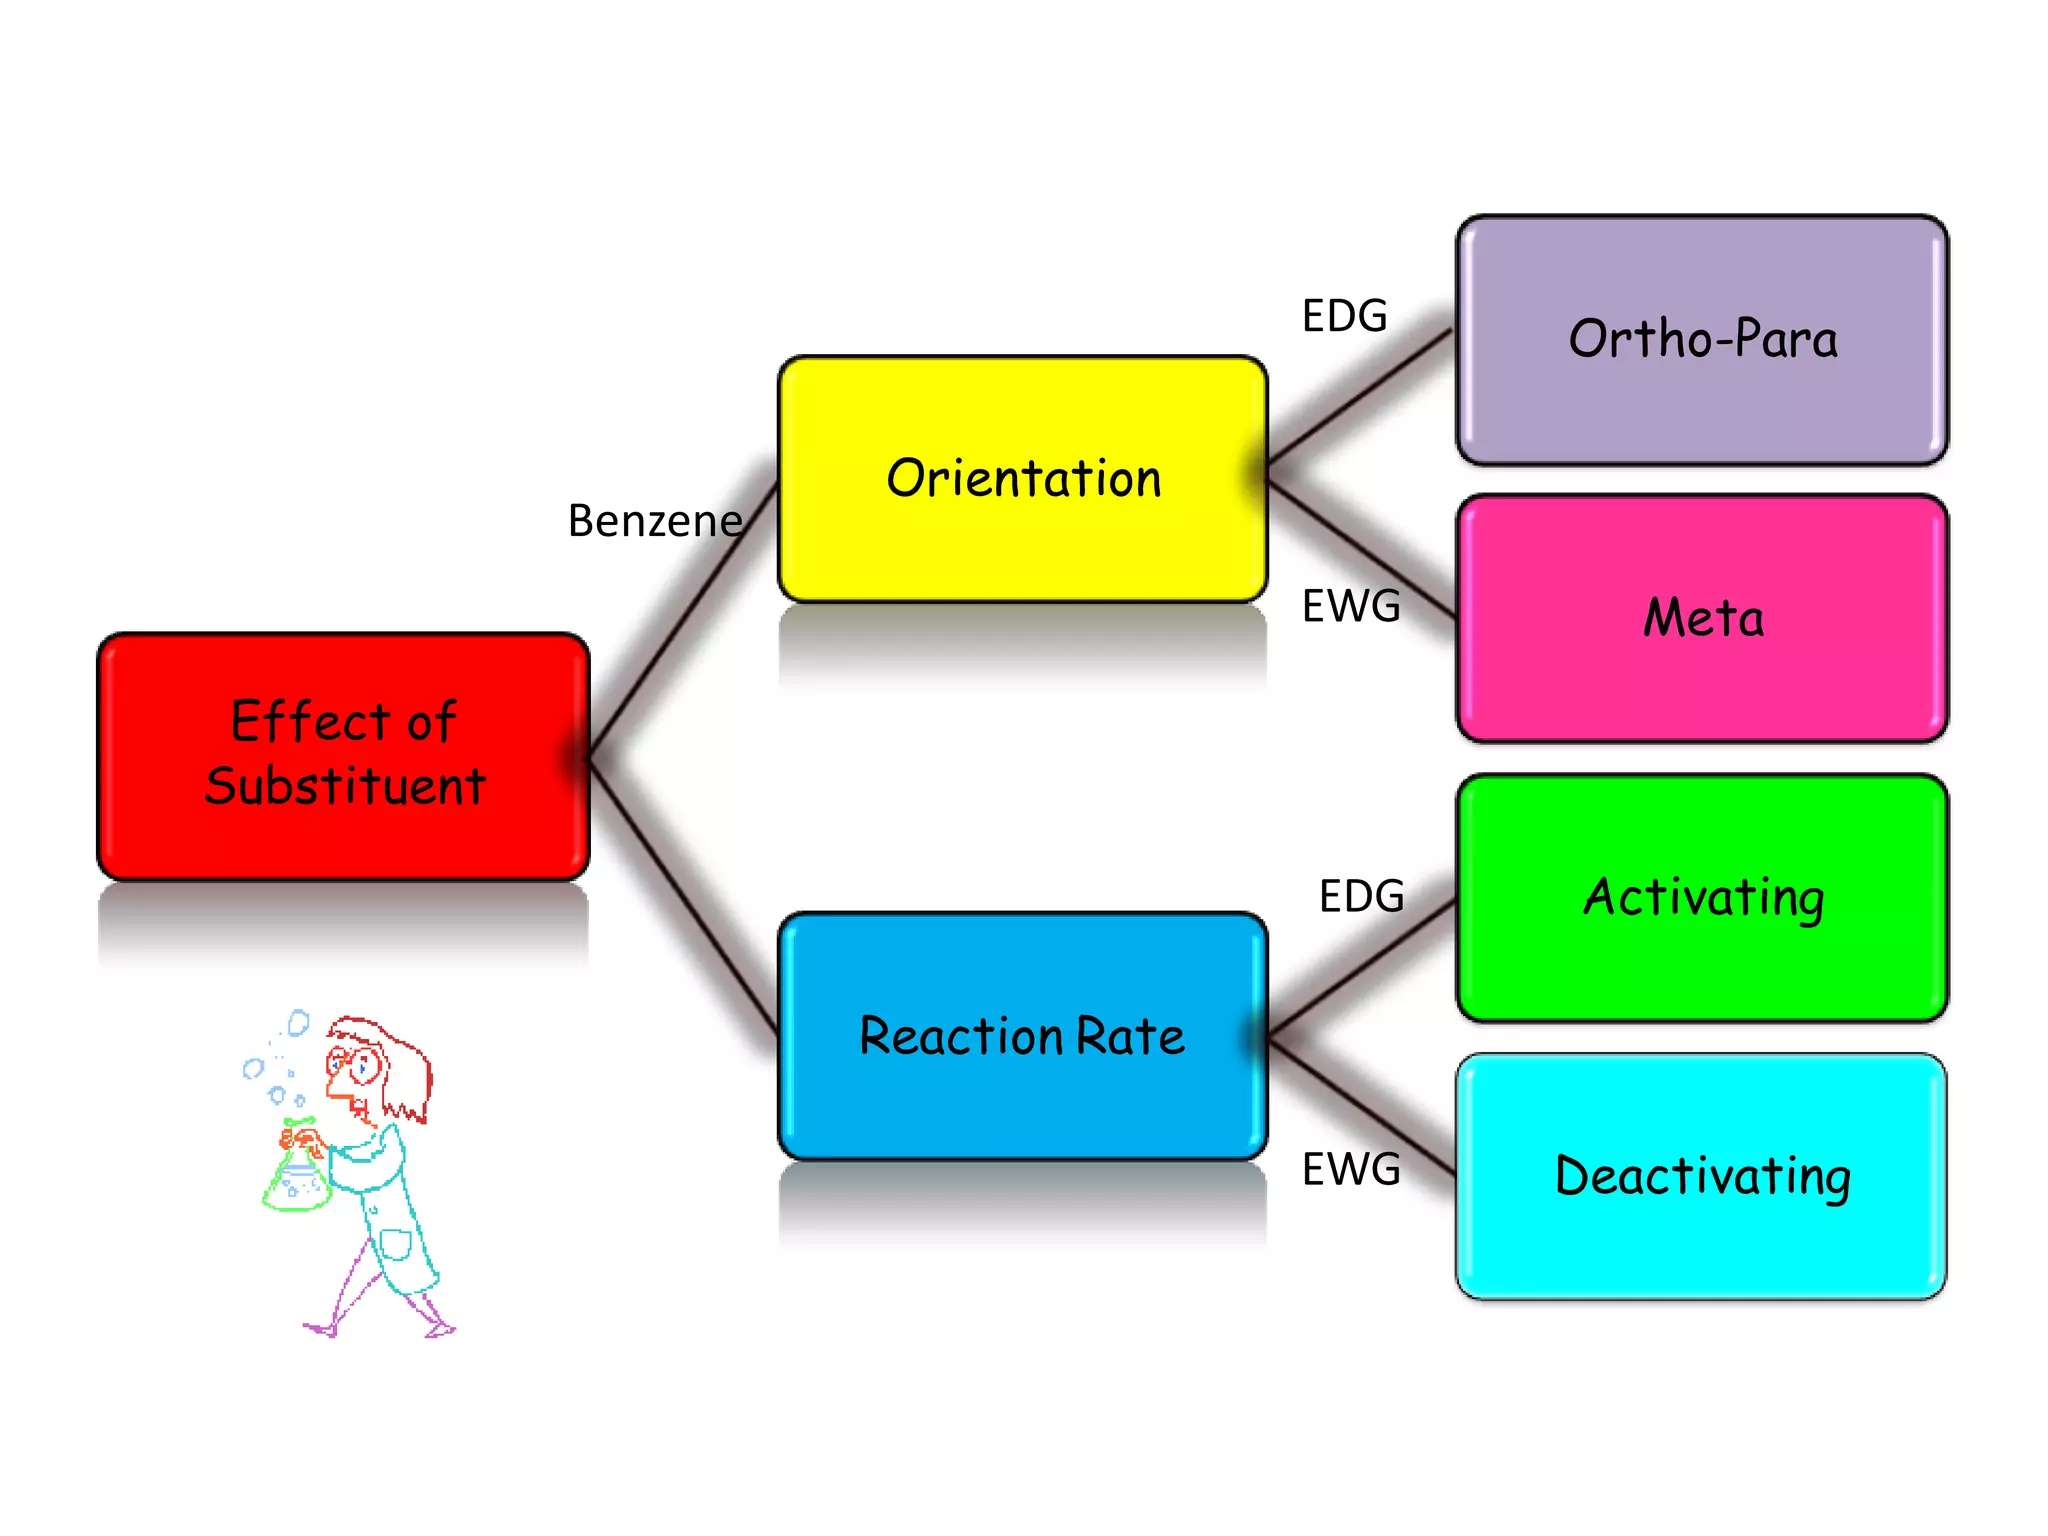 Effect of
Substituent
Benzene
Orientation
Reaction Rate
EDG
Ortho-Para
EWG
Meta
EDG
Activating
EWG
Deactivating